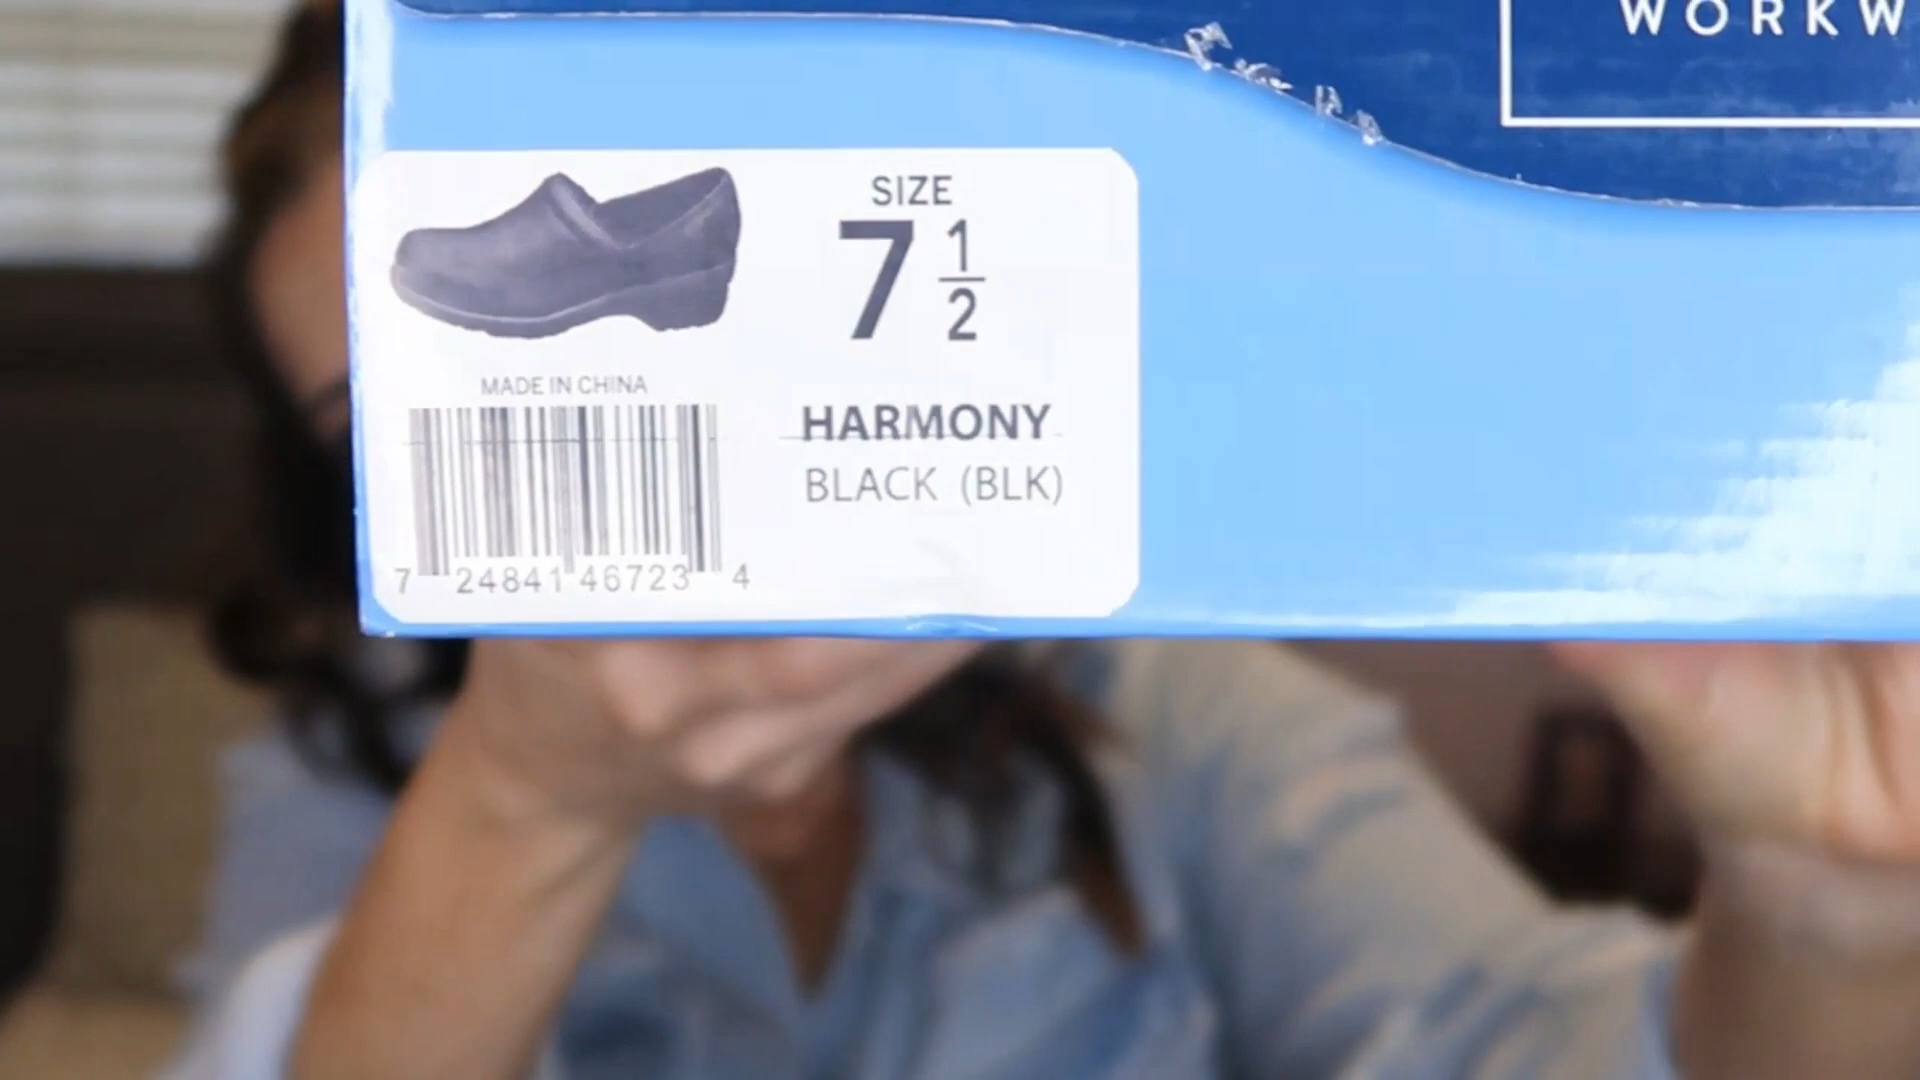 WORKW
SIZE
7 1/2
MADE IN CHINA
HARMONY
BLACK (BLK)
7 24841 46723 4